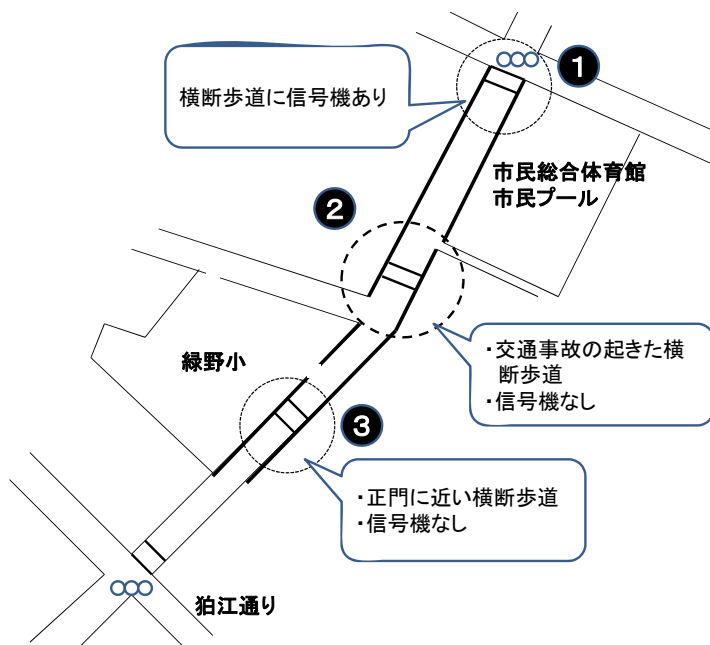 ❶
横断歩道に信号機あり
市民総合体育館
市民プール
❷
・交通事故の起きた横
断歩道
・信号機なし
緑野小
❸
・正門に近い横断歩道
・信号機なし
狛江通り